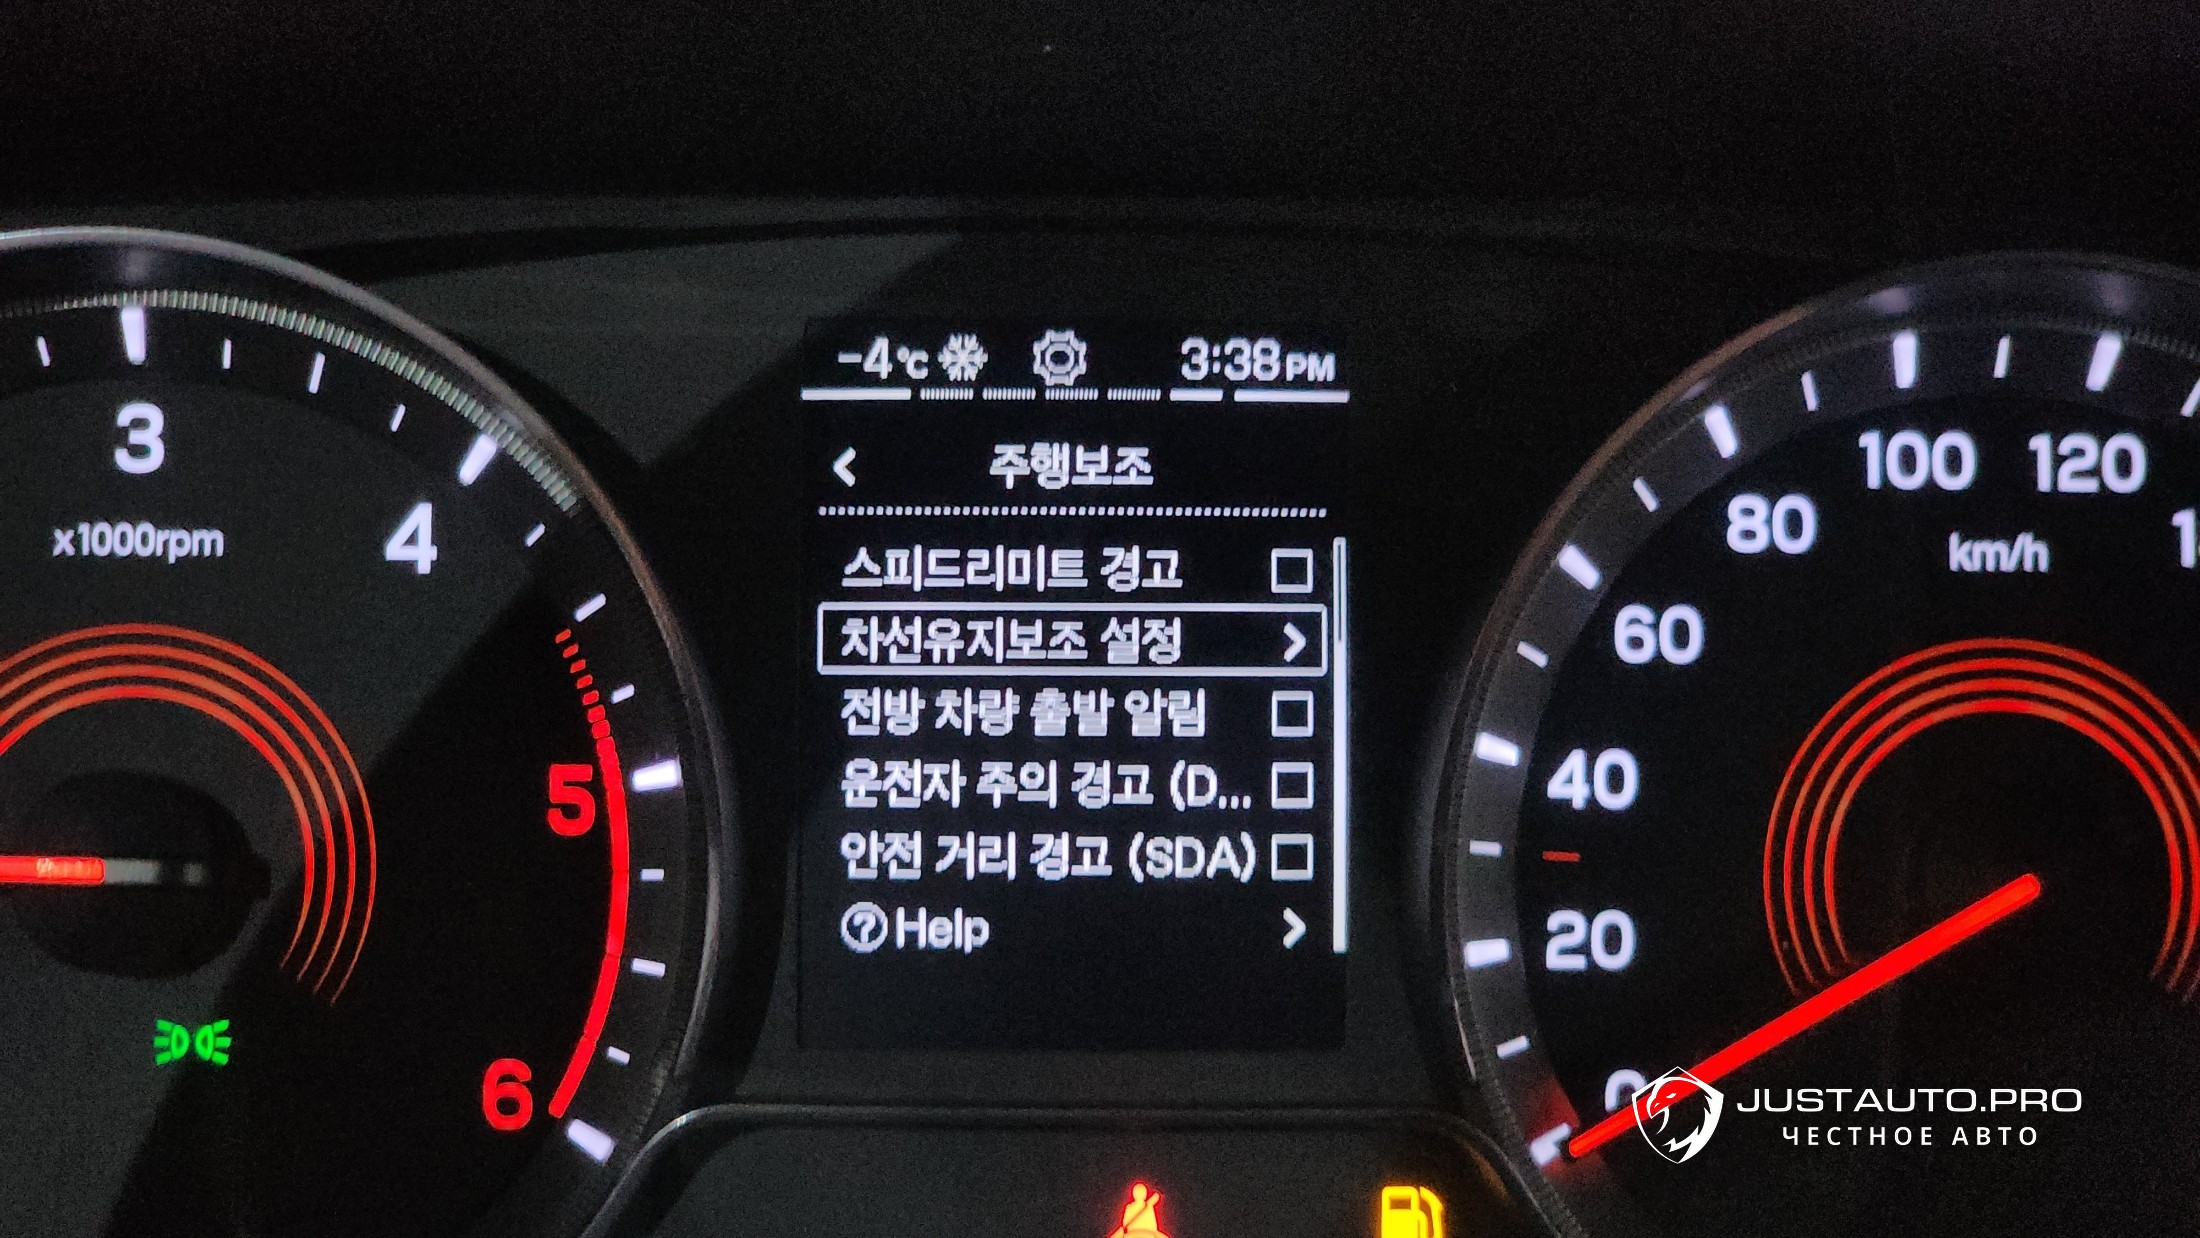 -4℃ 3:38PM
주행보조
스피드리미트 경고
차선유지보조 설정
전방 차량 출발 알림
운전자 주의 경고 (D...
안전 거리 경고 (SDA)
Help
3
4
x1000rpm
5
6
100
120
80
km/h
60
40
20
0
JUSTAUTO.PRO
ЧЕСТНОЕ АВТО